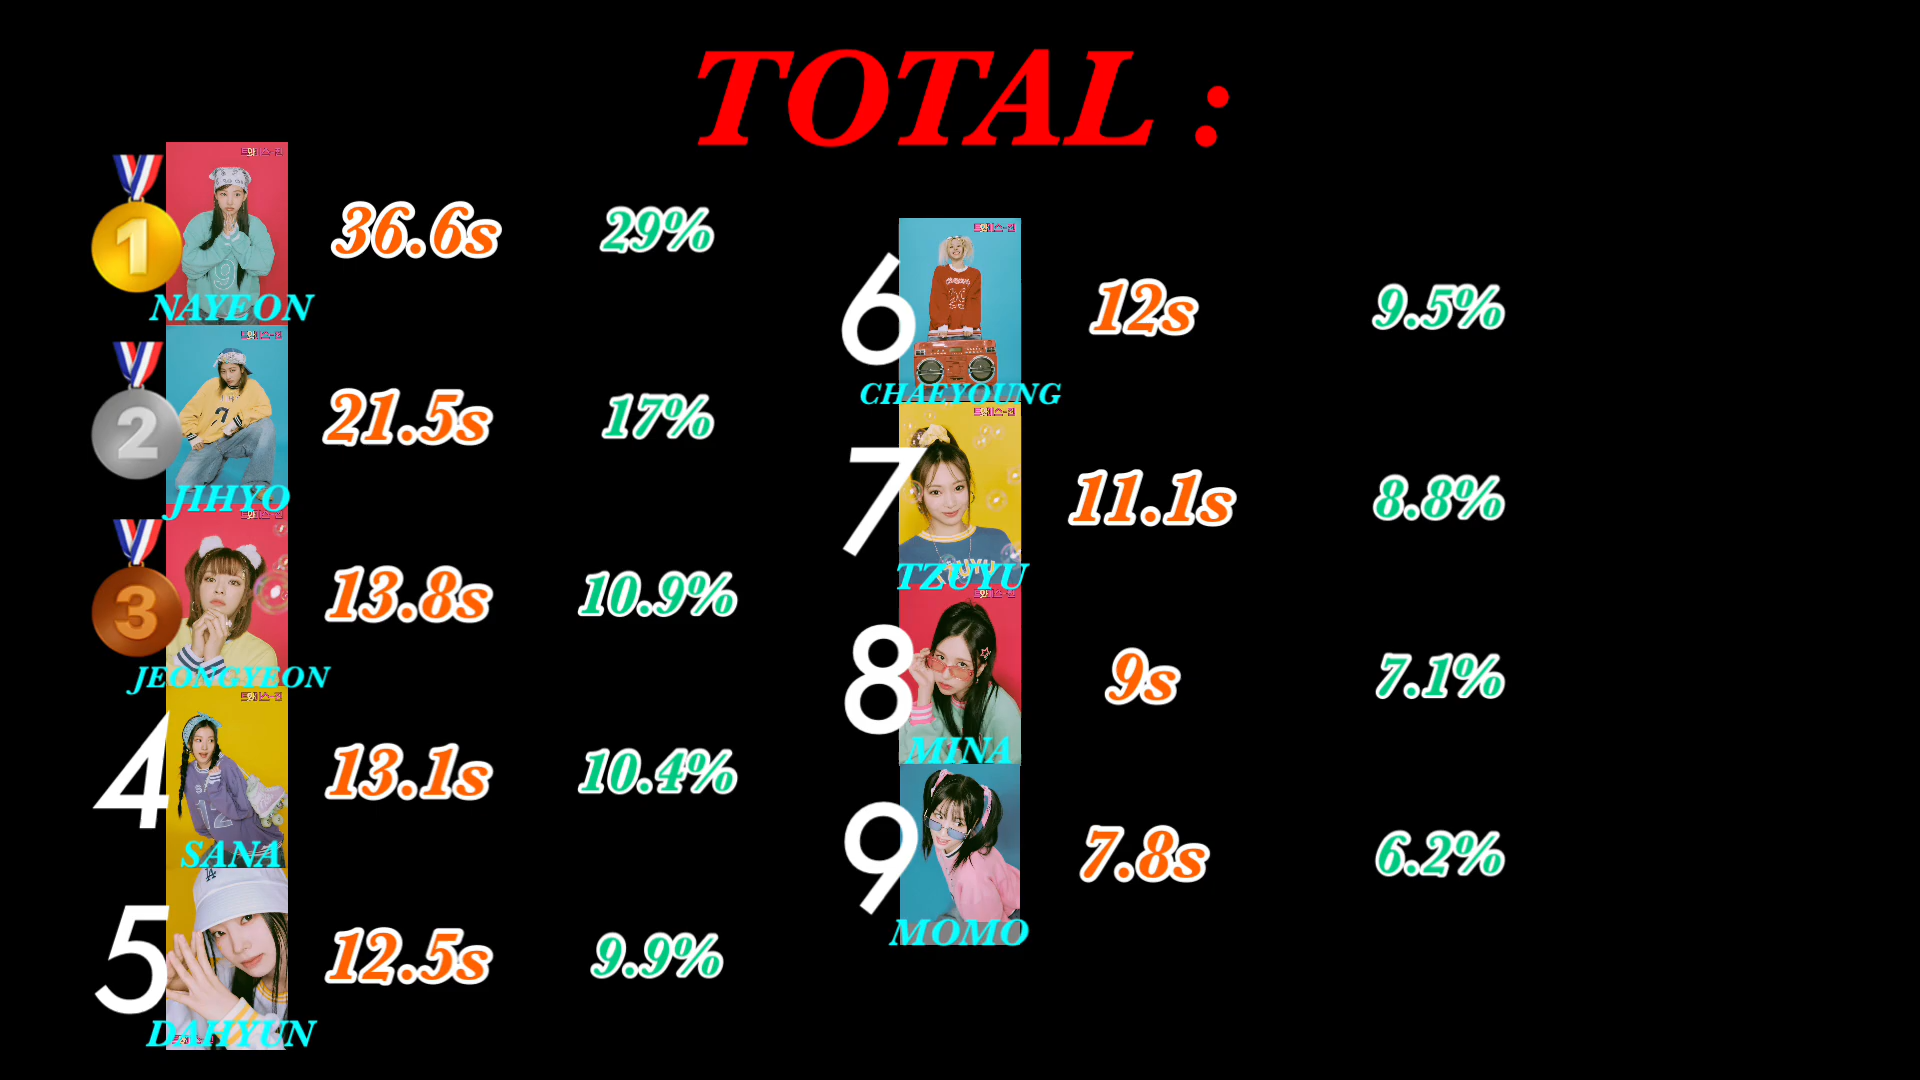 TOTAL :
1
NAYEON
36.6s
29%
2
JIHYO
21.5s
17%
3
JEONGYEON
13.8s
10.9%
4
SANA
13.1s
10.4%
5
DAHYUN
12.5s
9.9%
6
CHAEYOUNG
12s
9.5%
7
TZUYU
11.1s
8.8%
8
MINA
9s
7.1%
9
MOMO
7.8s
6.2%